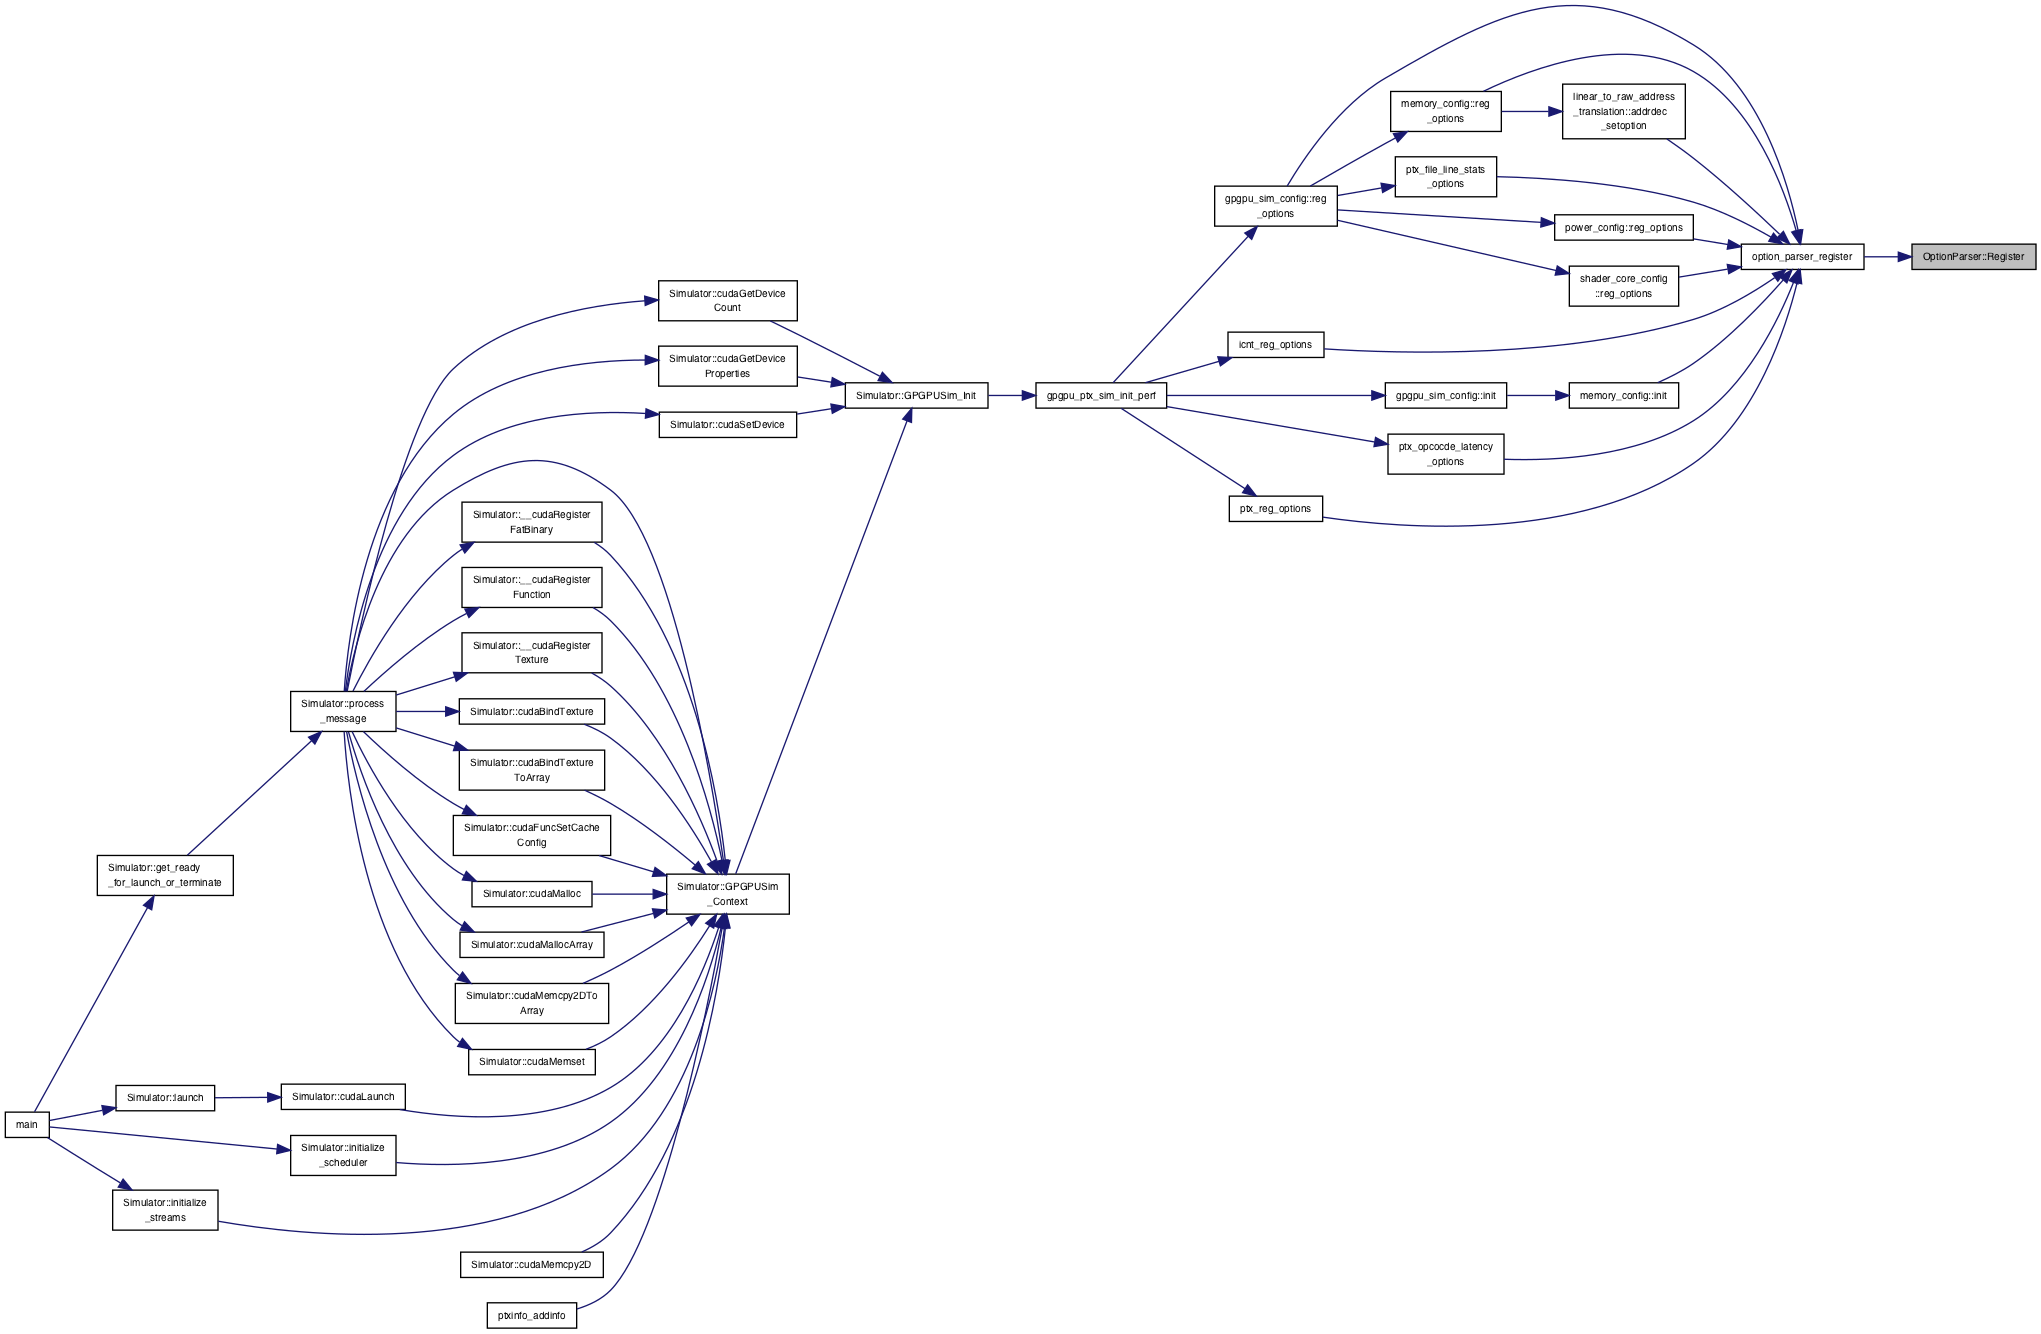 memory_config::reg
_options
linear_to_raw_address
_translation::addrdec
_setoption
ptx_file_line_stats
_options
gpgpu_sim_config::reg
_options
power_config::reg_options
option_parser_register
OptionParser::Register
shader_core_config
::reg_options
Simulator::cudaGetDevice
Count
icnt_reg_options
Simulator::cudaGetDevice
Properties
Simulator::GPGPUSim_Init
gpgpu_ptx_sim_init_perf
gpgpu_sim_config::init
memory_config::init
Simulator::cudaSetDevice
ptx_opcocde_latency
_options
ptx_reg_options
Simulator::__cudaRegister
FatBinary
Simulator::__cudaRegister
Function
Simulator::__cudaRegister
Texture
Simulator::process
_message
Simulator::cudaBindTexture
Simulator::cudaBindTexture
ToArray
Simulator::cudaFuncSetCache
Config
Simulator::get_ready
_for_launch_or_terminate
Simulator::cudaMalloc
Simulator::GPGPUSim
_Context
Simulator::cudaMallocArray
Simulator::cudaMemcpy2DTo
Array
Simulator::cudaMemset
Simulator::launch
Simulator::cudaLaunch
main
Simulator::initialize
_scheduler
Simulator::initialize
_streams
Simulator::cudaMemcpy2D
ptxinfo_addinfo